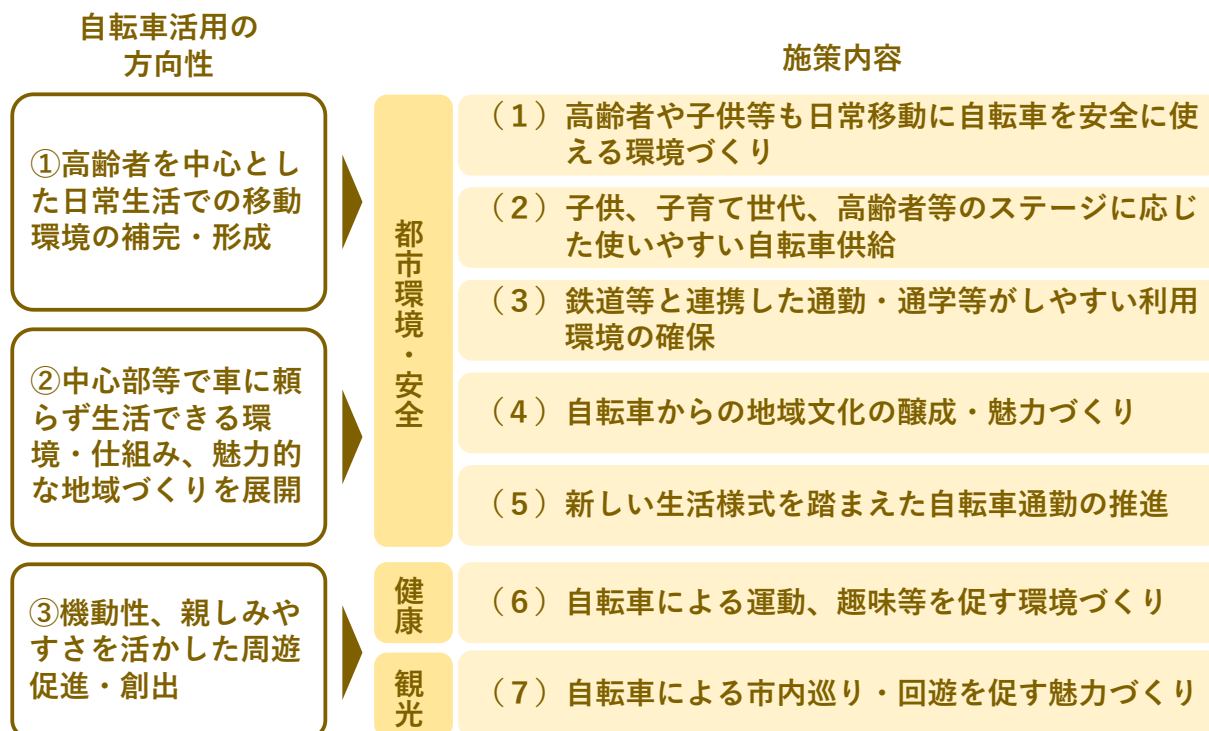 自転車活用の
方向性
施策内容
①高齢者を中心とし
た日常生活での移動
環境の補完・形成
②中心部等で車に頼
らず生活できる環
境・仕組み、魅力的
な地域づくりを展開
③機動性、親しみや
すさを活かした周遊
促進・創出
都市環境・安全
（１）高齢者や子供等も日常移動に自転車を安全に使
える環境づくり
（２）子供、子育て世代、高齢者等のステージに応じ
た使いやすい自転車供給
（３）鉄道等と連携した通勤・通学等がしやすい利用
環境の確保
（４）自転車からの地域文化の醸成・魅力づくり
（５）新しい生活様式を踏まえた自転車通勤の推進
健康
（６）自転車による運動、趣味等を促す環境づくり
観光
（７）自転車による市内巡り・回遊を促す魅力づくり